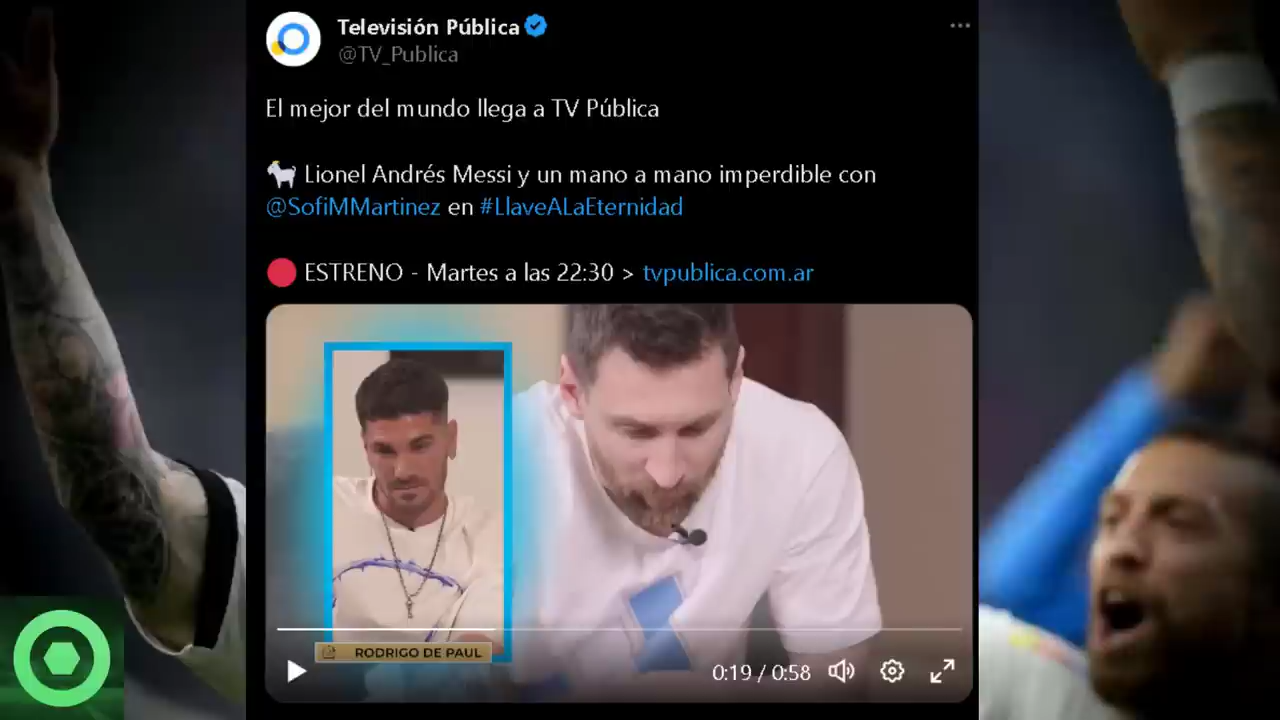 Televisión Pública
@TV_Publica
El mejor del mundo llega a TV Pública
🐐 Lionel Andrés Messi y un mano a mano imperdible con
@SofiMMartinez en #LlaveALaEternidad
🔴 ESTRENO - Martes a las 22:30 > tvpublica.com.ar
RODRIGO DE PAUL
0:19 / 0:58